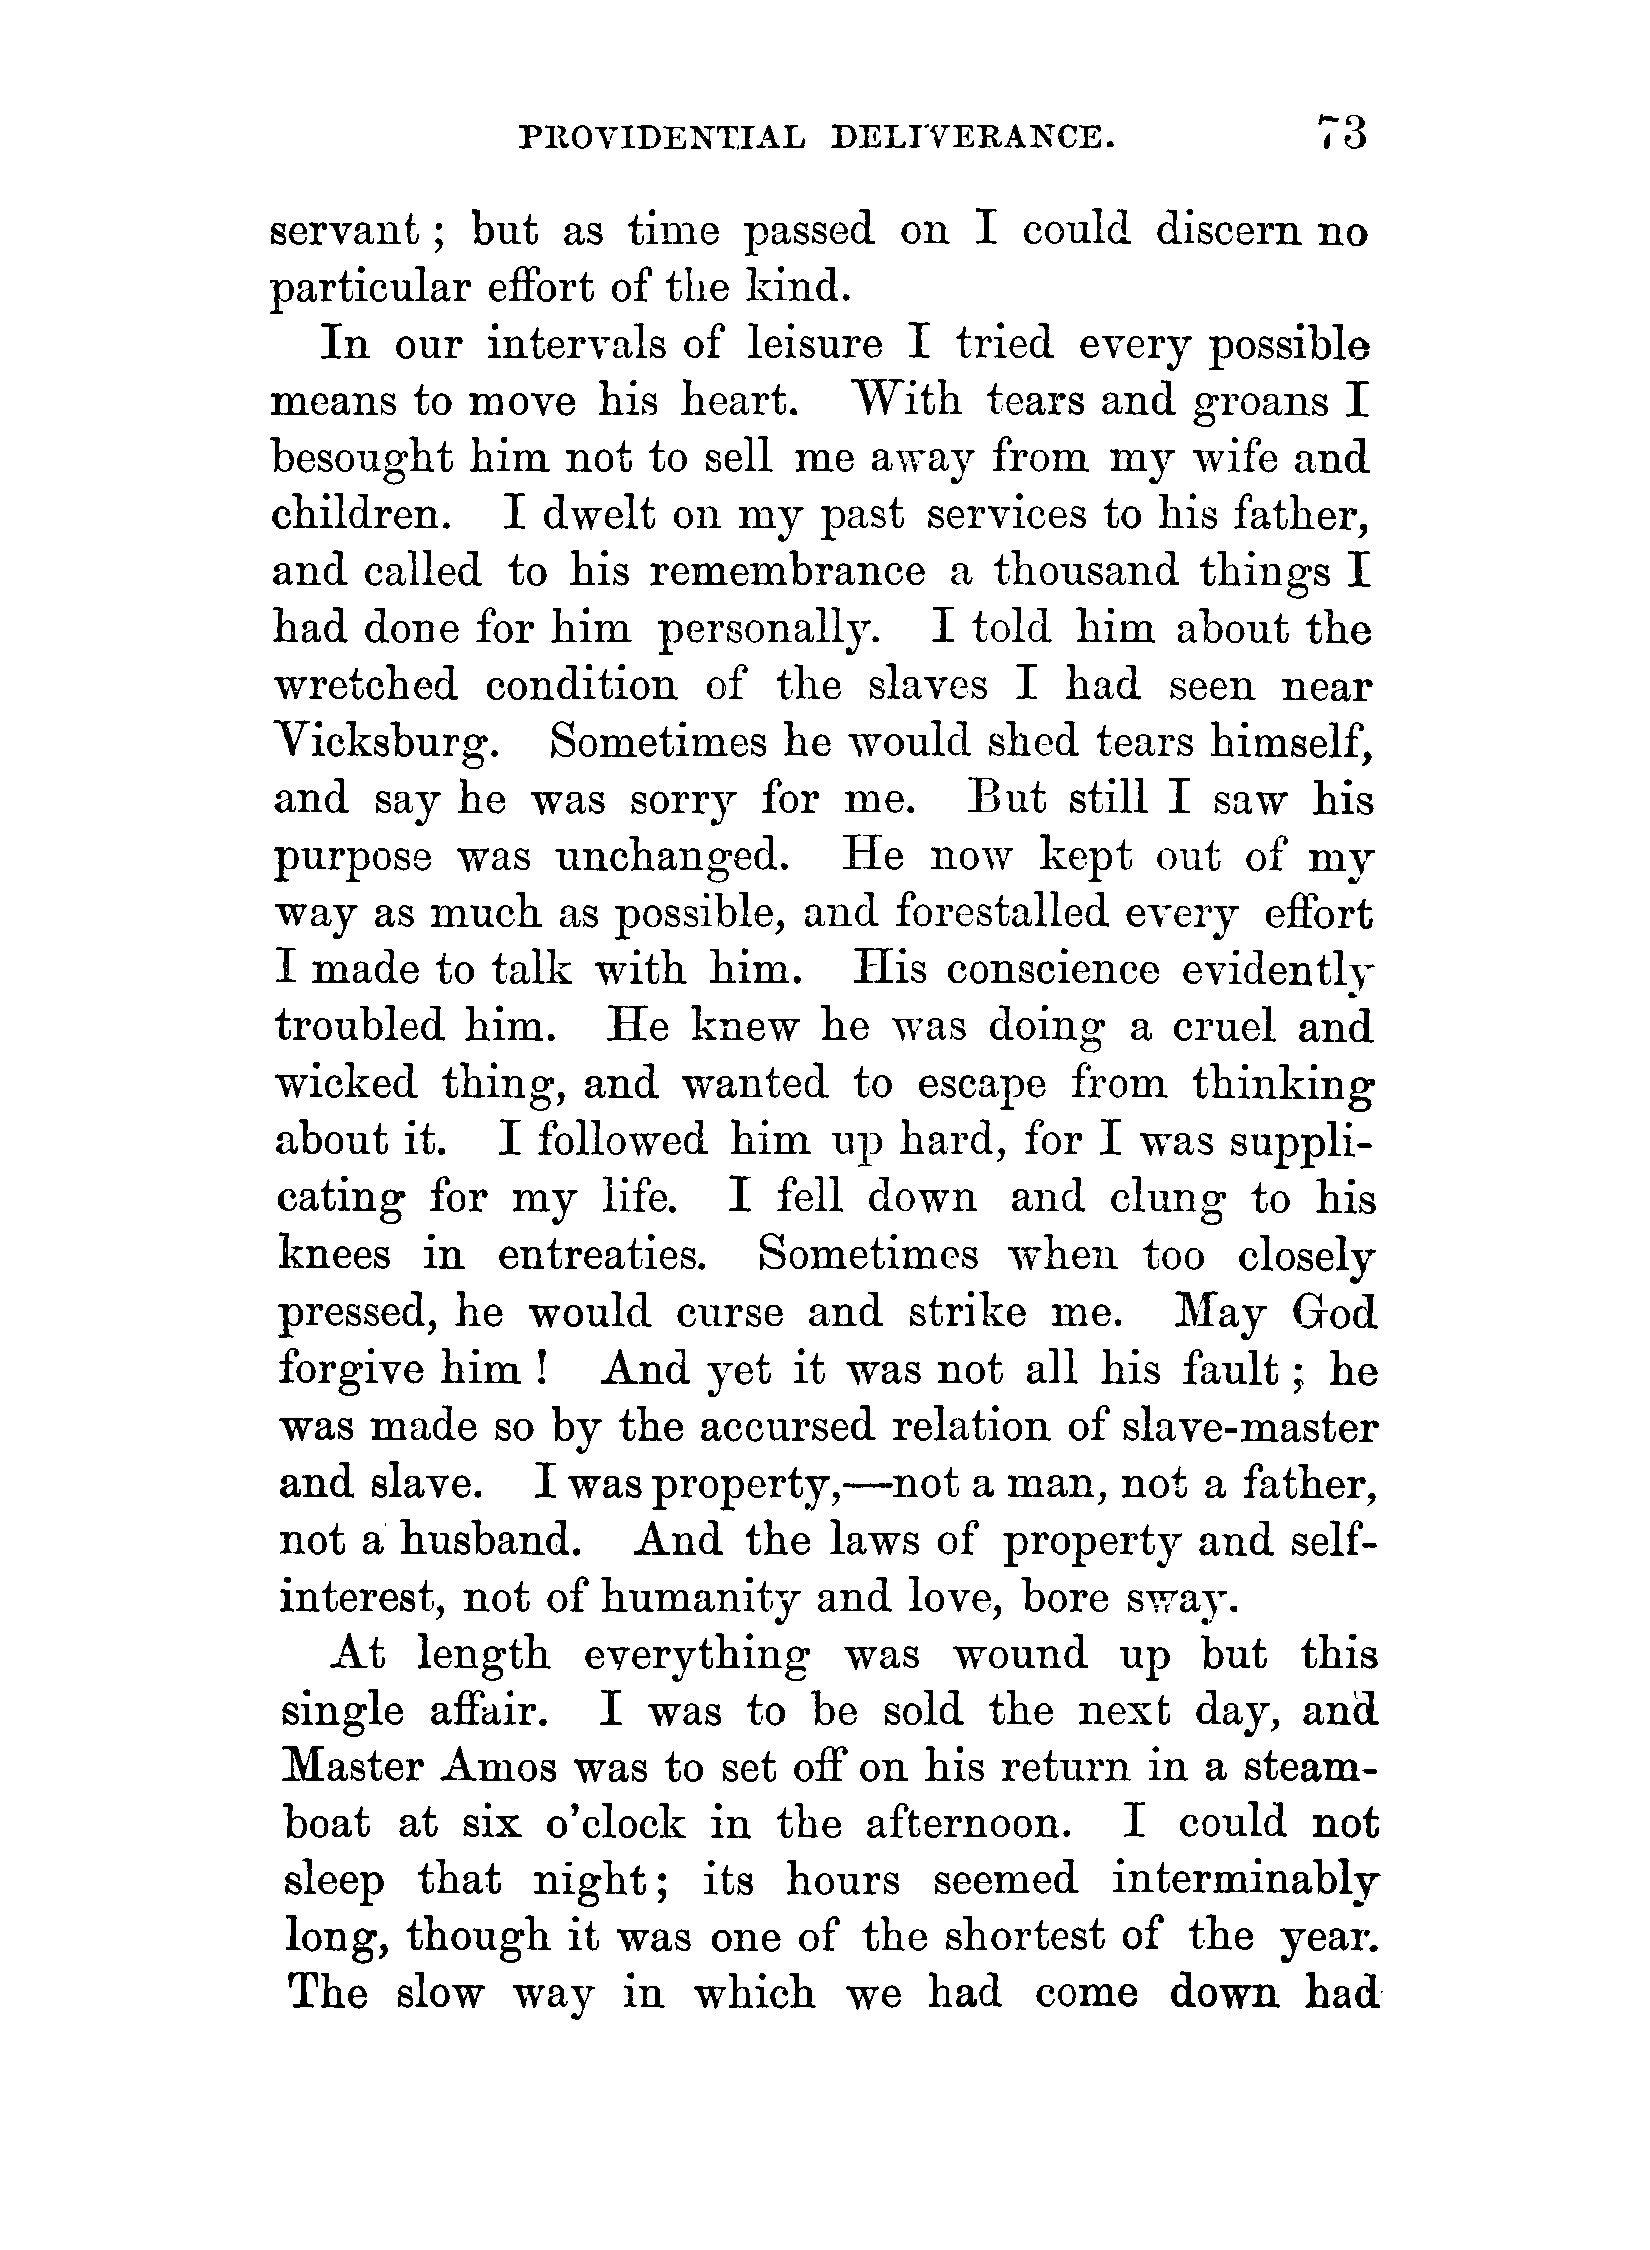 PROVIDENTIAL DELIVERANCE. 73
servant ; but as time passed on I could discern no
particular effort of the kind.
In our intervals of leisure I tried every possible
means to move his heart. With tears and groans I
besought him not to sell me away from my wife and
children. I dwelt on my past services to his father,
and called to his remembrance a thousand things I
had done for him personally. I told him about the
wretched condition of the slaves I had seen near
Vicksburg. Sometimes he would shed tears himself,
and say he was sorry for me. But still I saw his
purpose was unchanged. He now kept out of my
way as much as possible, and forestalled every effort
I made to talk with him. His conscience evidently
troubled him. He knew he was doing a cruel and
wicked thing, and wanted to escape from thinking
about it. I followed him up hard, for I was suppli-
cating for my life. I fell down and clung to his
knees in entreaties. Sometimes when too closely
pressed, he would curse and strike me. May God
forgive him ! And yet it was not all his fault ; he
was made so by the accursed relation of slave-master
and slave. I was property,—not a man, not a father,
not a husband. And the laws of property and self-
interest, not of humanity and love, bore sway.
At length everything was wound up but this
single affair. I was to be sold the next day, and
Master Amos was to set off on his return in a steam-
boat at six o'clock in the afternoon. I could not
sleep that night; its hours seemed interminably
long, though it was one of the shortest of the year.
The slow way in which we had come down had